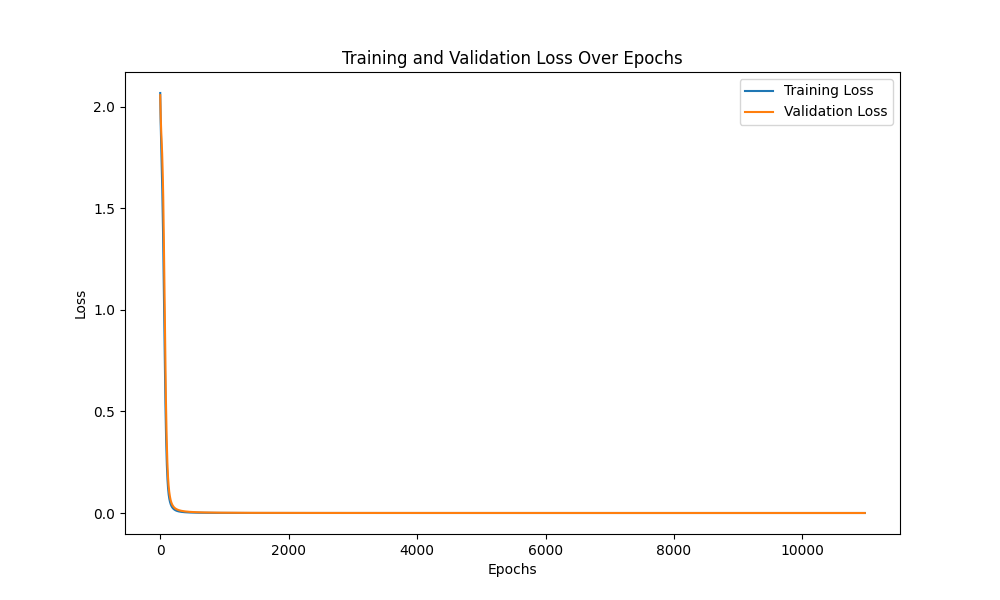 Training and Validation Loss Over Epochs
Training Loss
Validation Loss
2.0
1.5
1.0
0.5
0.0
Loss
0 2000 4000 6000 8000 10000
Epochs